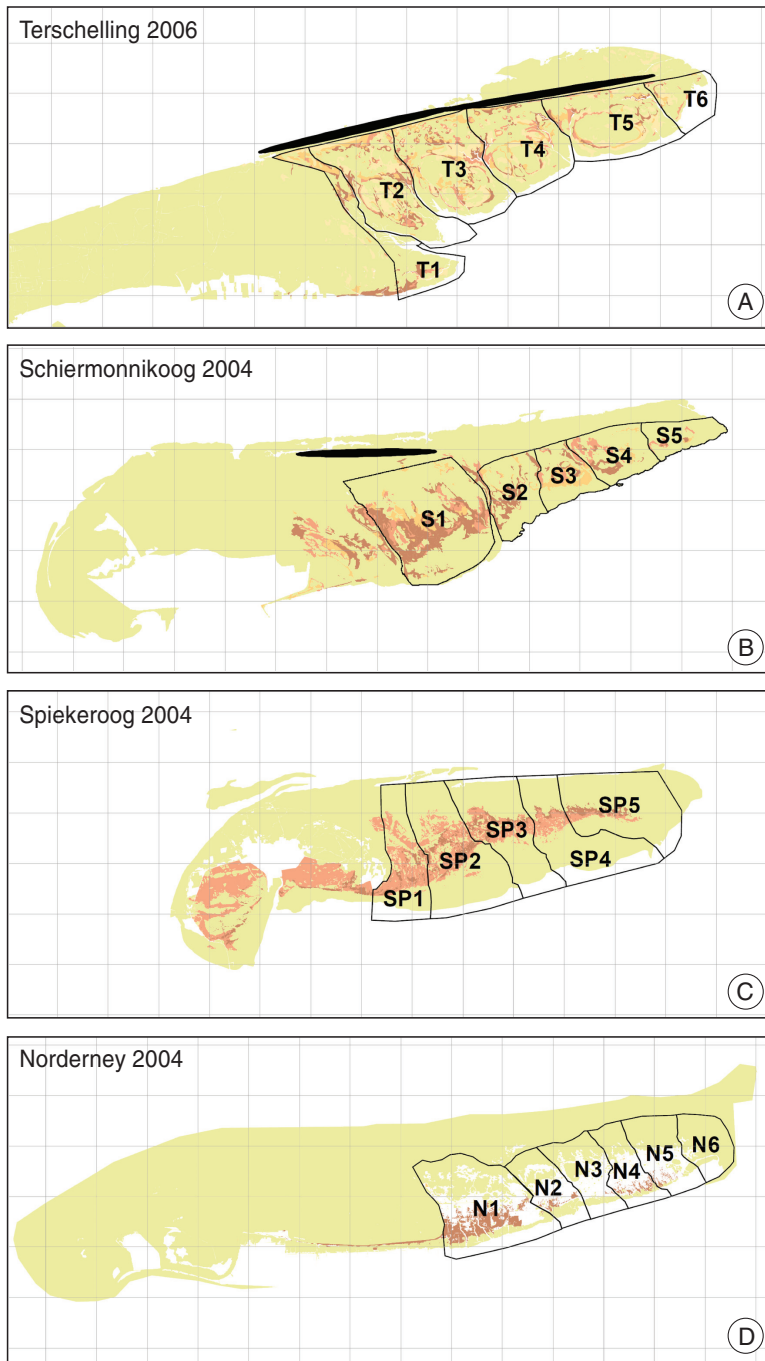 Terschelling 2006
T6
T5
T4
T3
T2
T1
A
Schiermonnikoog 2004
S5
S4
S3
S2
S1
B
Spiekeroog 2004
SP5
SP3
SP2
SP4
SP1
C
Norderney 2004
N6
N5
N3
N4
N2
N1
D